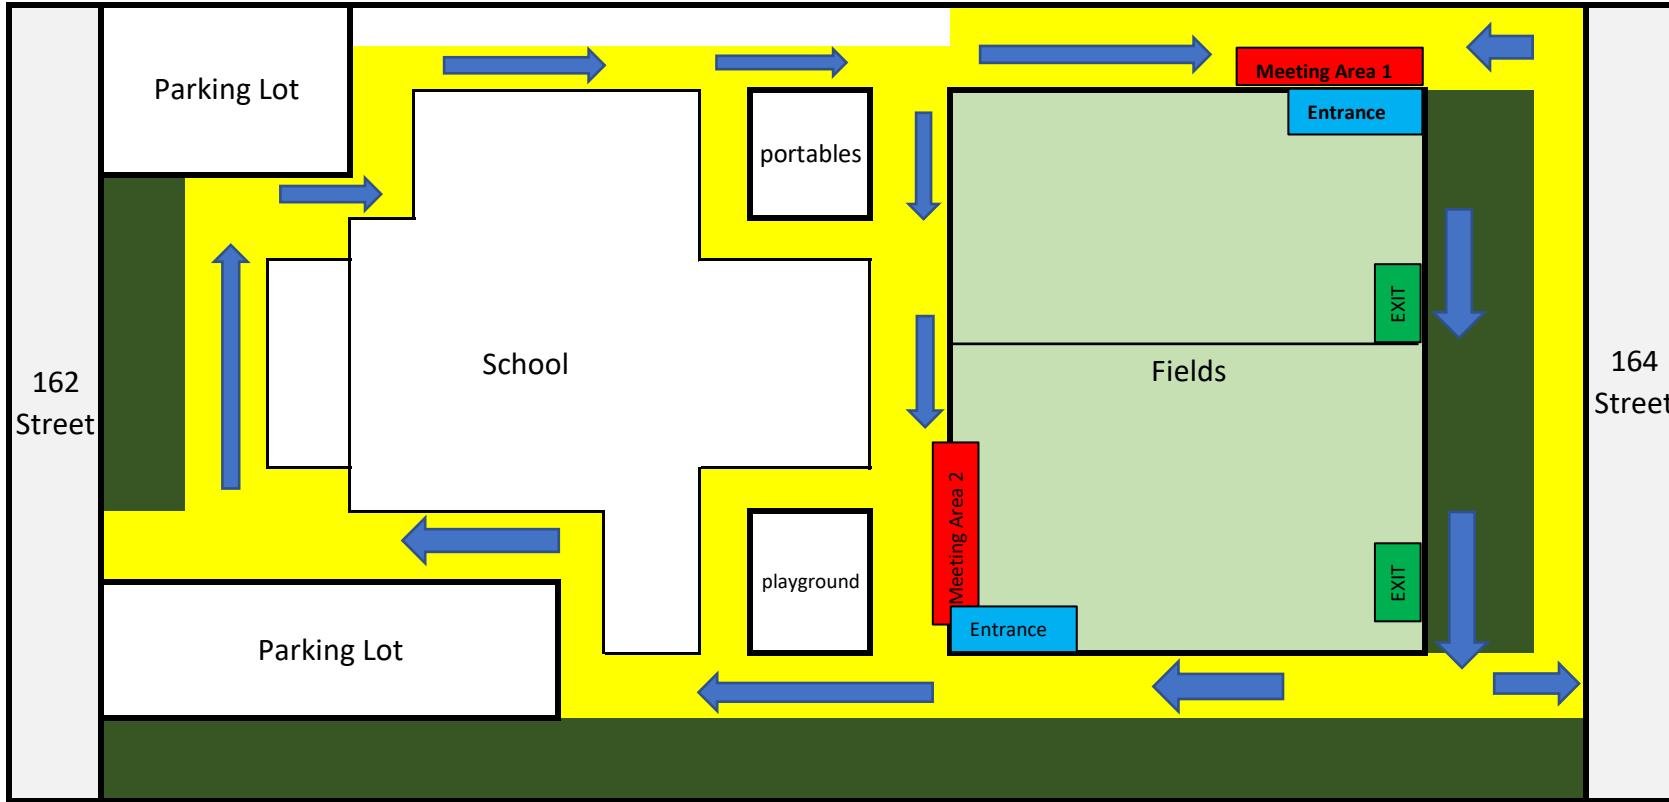 Parking Lot
Meeting Area 1
Entrance
portables
EXIT
School
Fields
162
Street
164
Street
Meeting Area 2
playground
EXIT
Entrance
Parking Lot